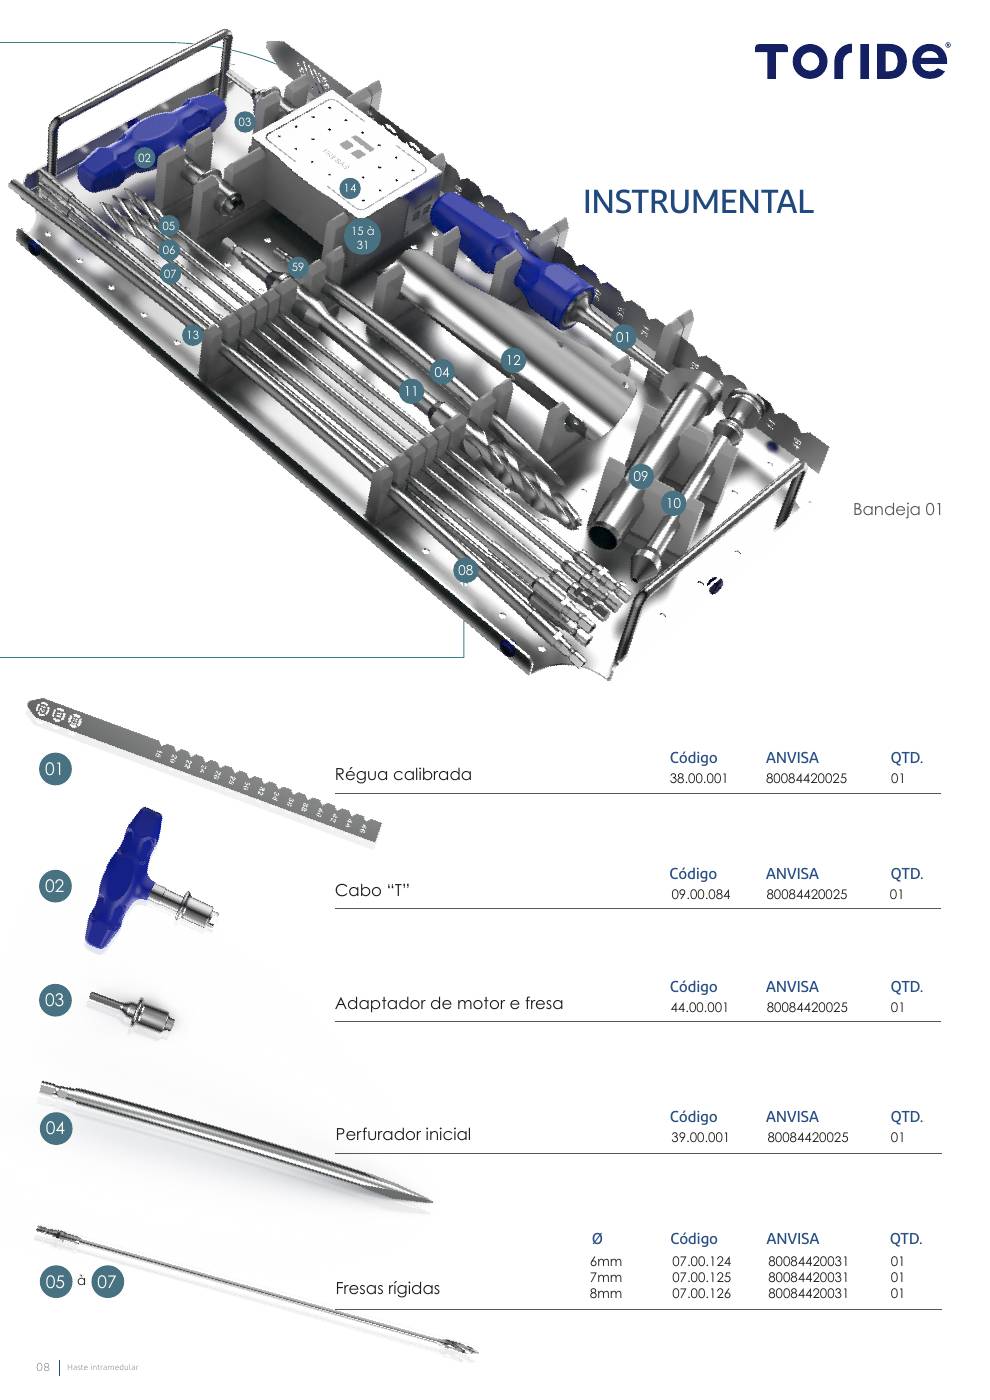 TORIDE®
INSTRUMENTAL
03
02
14
15 à
31
05
06
07
59
13
01
12
04
11
09
10
08
Bandeja 01
01
Régua calibrada
Código ANVISA QTD.
38.00.001 80084420025 01
02
Cabo “T”
Código ANVISA QTD.
09.00.084 80084420025 01
03
Adaptador de motor e fresa
Código ANVISA QTD.
44.00.001 80084420025 01
04
Perfurador inicial
Código ANVISA QTD.
39.00.001 80084420025 01
05 à 07
Fresas rígidas
Ø Código ANVISA QTD.
6mm 07.00.124 80084420031 01
7mm 07.00.125 80084420031 01
8mm 07.00.126 80084420031 01
08 Haste intramedular